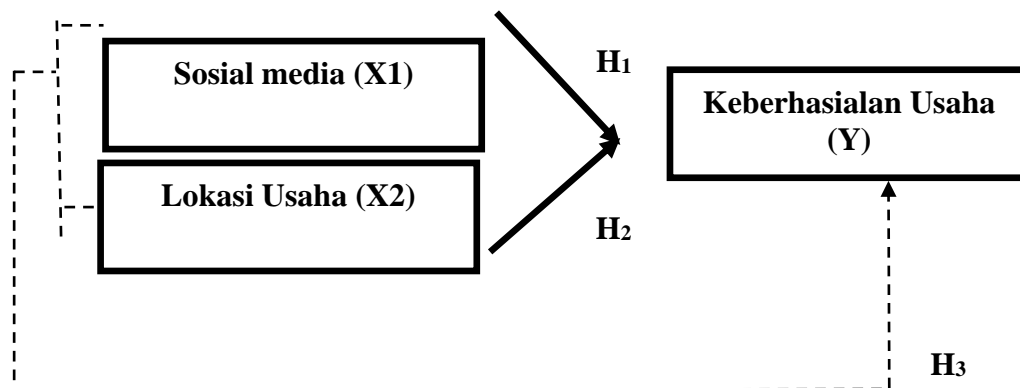 Sosial media (X1)
H1
Keberhasialan Usaha
(Y)
Lokasi Usaha (X2)
H2
H3